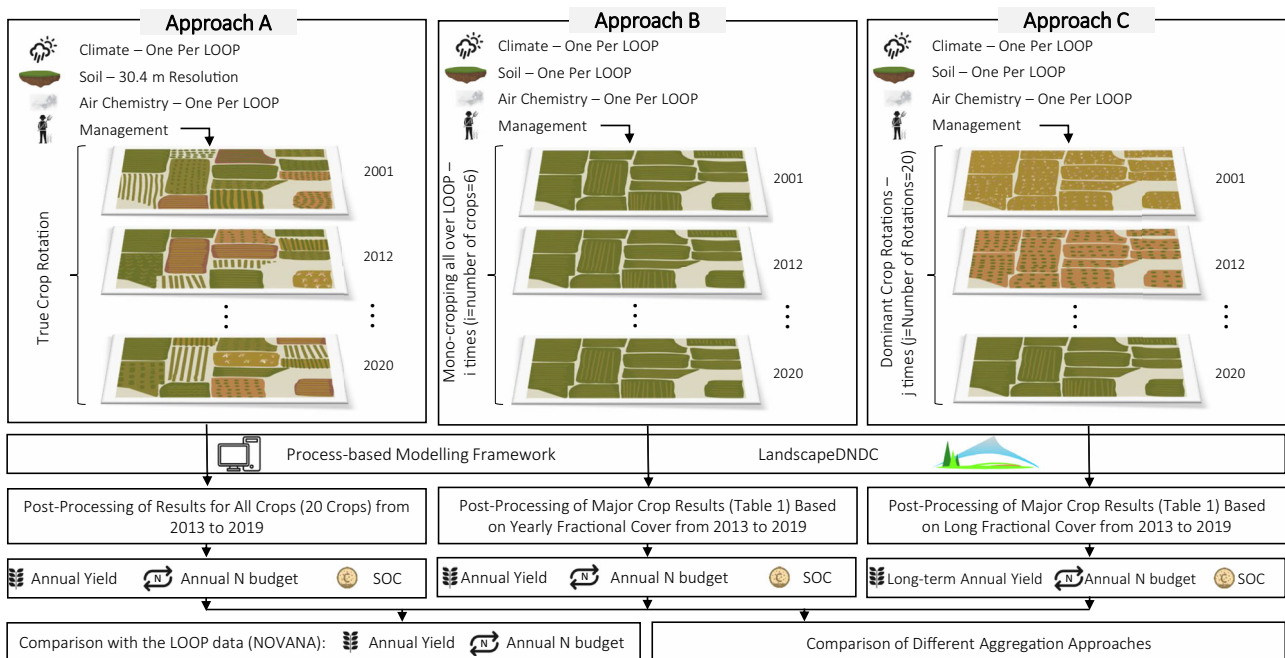 Approach A
Climate – One Per LOOP
Soil – 30.4 m Resolution
Air Chemistry – One Per LOOP
Management
True Crop Rotation
2001
2012
2020
Approach B
Climate – One Per LOOP
Soil – One Per LOOP
Air Chemistry – One Per LOOP
Management
Mono-cropping all over LOOP –
i times (i=number of crops=6)
2001
2012
2020
Approach C
Climate – One Per LOOP
Soil – One Per LOOP
Air Chemistry – One Per LOOP
Management
Dominant Crop Rotations –
j times (j=Number of Rotations=20)
2001
2012
2020
Process-based Modelling Framework
LandscapeDNDC
Post-Processing of Results for All Crops (20 Crops) from
2013 to 2019
Post-Processing of Major Crop Results (Table 1) Based
on Yearly Fractional Cover from 2013 to 2019
Post-Processing of Major Crop Results (Table 1) Based
on Long Fractional Cover from 2013 to 2019
Annual Yield N Annual N budget C SOC
Annual Yield N Annual N budget C SOC
Long-term Annual Yield N Annual N budget C SOC
Comparison with the LOOP data (NOVANA): Annual Yield N Annual N budget
Comparison of Different Aggregation Approaches